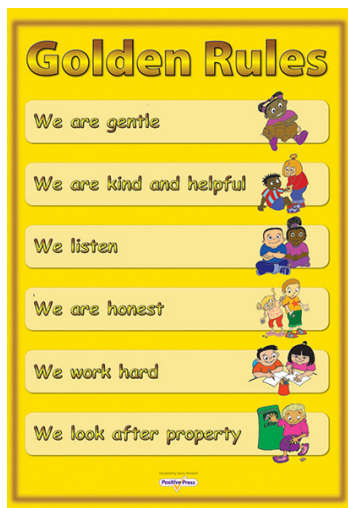 Golden Rules
We are gentle
We are kind and helpful
We listen
We are honest
We work hard
We look after property
Positive Press